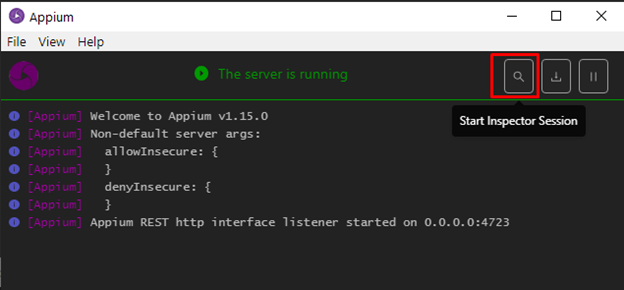 Appium
File View Help
The server is running
Start Inspector Session
[Appium] Welcome to Appium v1.15.0
[Appium] Non-default server args:
[Appium]   allowInsecure: {
[Appium]   }
[Appium]   denyInsecure: {
[Appium]   }
[Appium] Appium REST http interface listener started on 0.0.0.0:4723